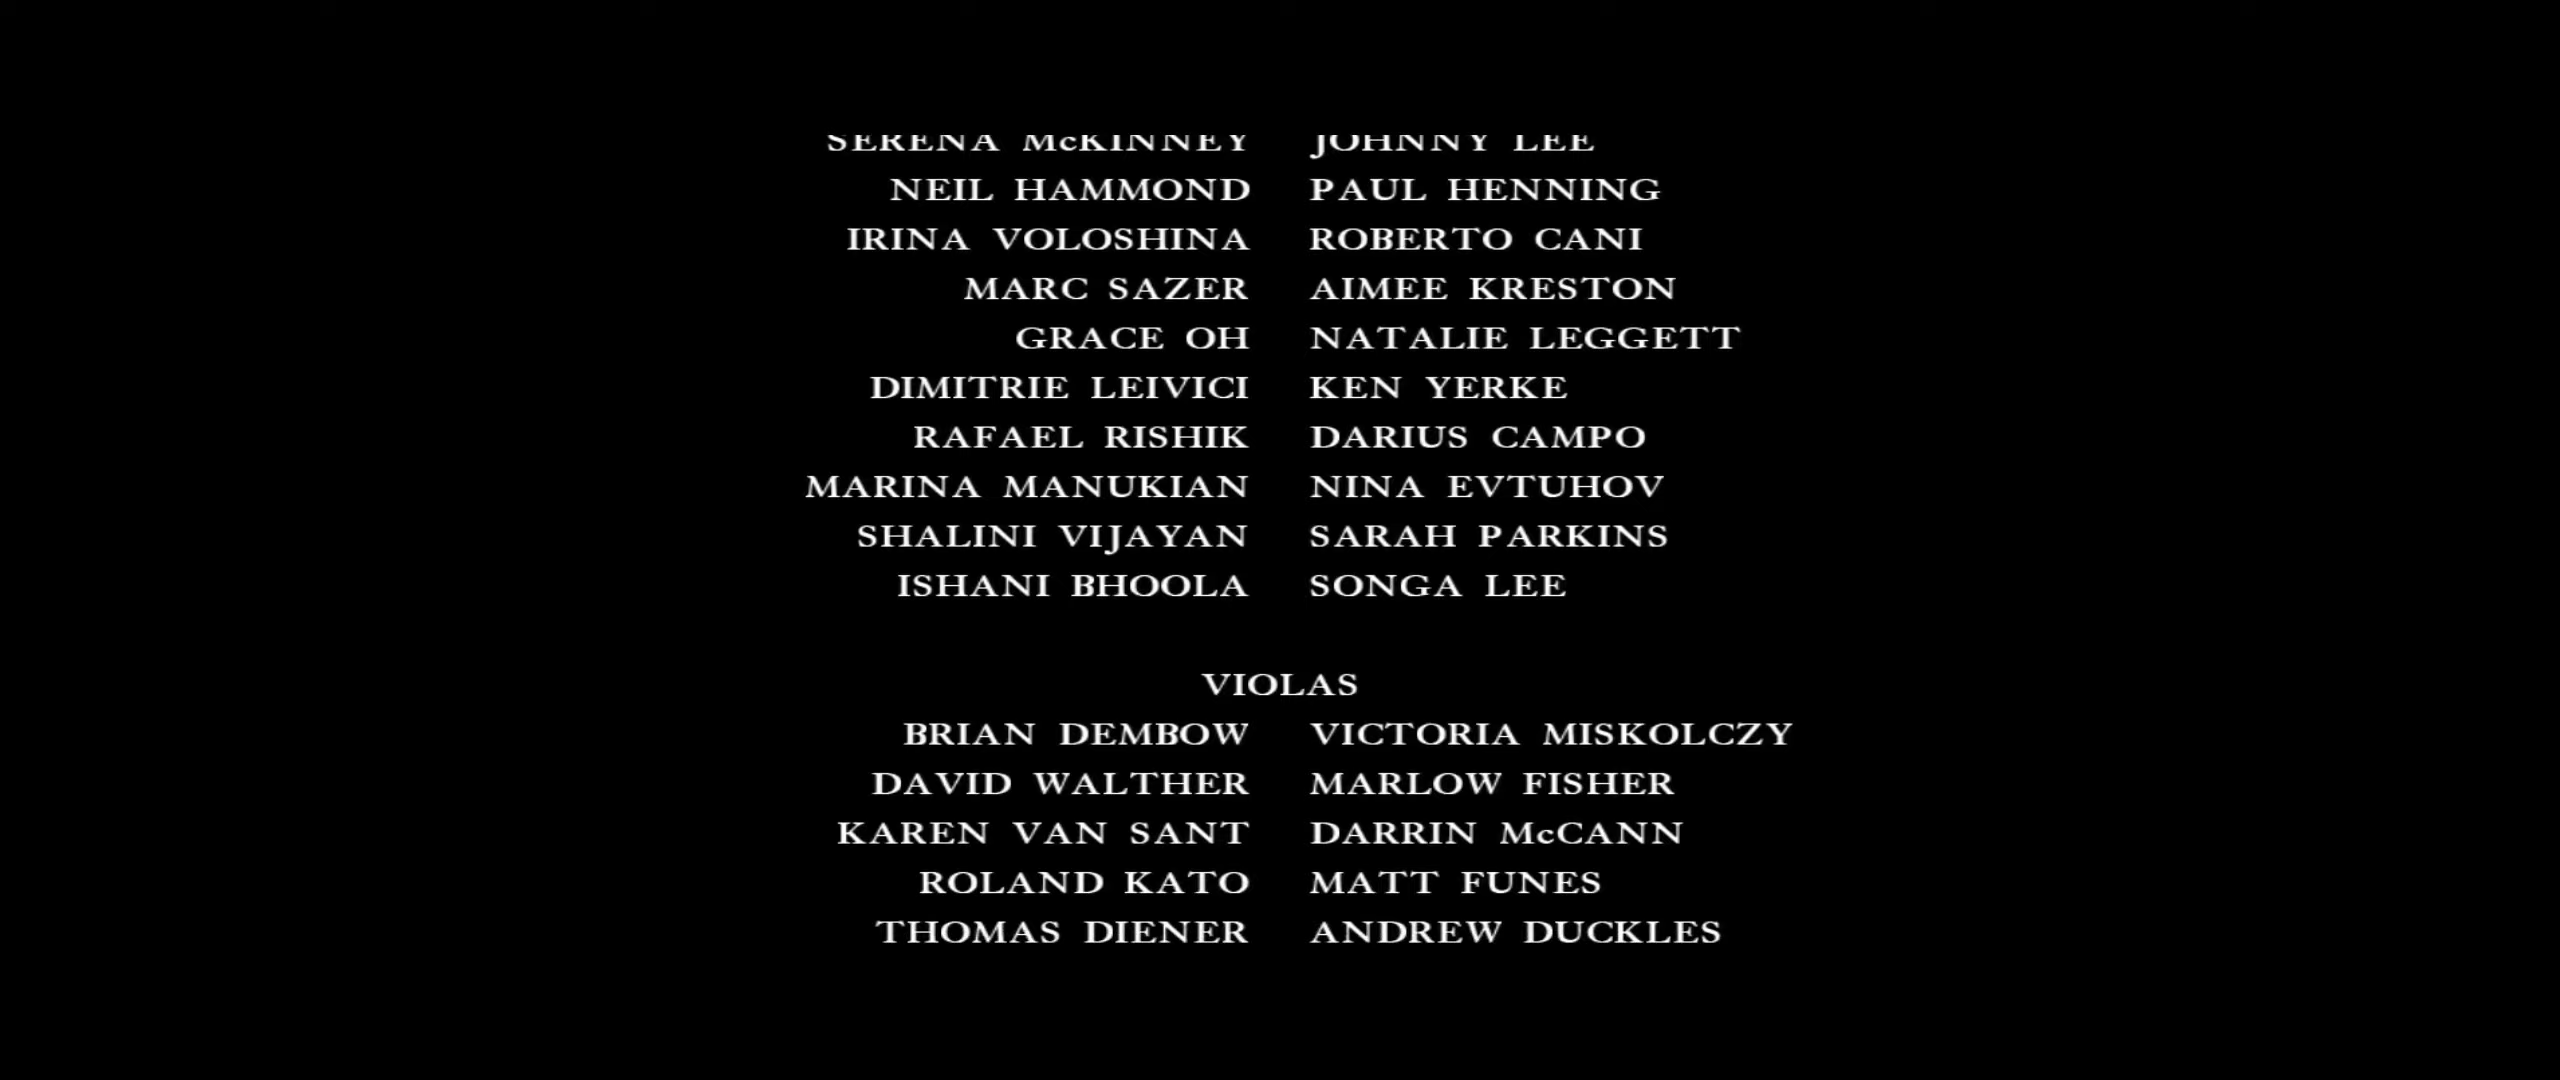 SERENA McKINNEY JOHNNY LEE
NEIL HAMMOND PAUL HENNING
IRINA VOLOSHINA ROBERTO CANI
MARC SAZER AIMEE KRESTON
GRACE OH NATALIE LEGGETT
DIMITRIE LEIVICI KEN YERKE
RAFAEL RISHIK DARIUS CAMPO
MARINA MANUKIAN NINA EVTUHOV
SHALINI VIJAYAN SARAH PARKINS
ISHANI BHOOLA SONGA LEE
VIOLAS
BRIAN DEMBOW VICTORIA MISKOLCZY
DAVID WALTHER MARLOW FISHER
KAREN VAN SANT DARRIN McCANN
ROLAND KATO MATT FUNES
THOMAS DIENER ANDREW DUCKLES